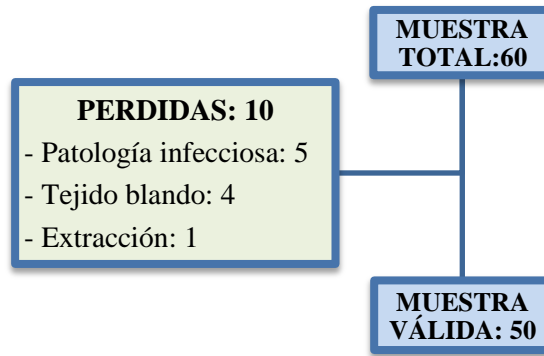 MUESTRA
TOTAL:60
PERDIDAS: 10
- Patología infecciosa: 5
- Tejido blando: 4
- Extracción: 1
MUESTRA
VÁLIDA: 50